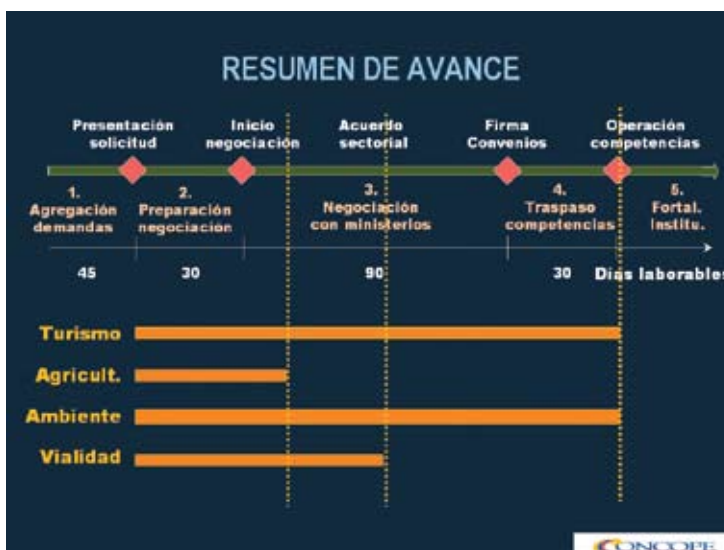 RESUMEN DE AVANCE
Presentación solicitud
Inicio negociación
Acuerdo sectorial
Firma Convenios
Operación competencias
1. Agregación demandas
2. Preparación negociación
3. Negociación con ministerios
4. Traspaso competencias
5. Fortal. Institu.
45
30
90
30
Días laborables
Turismo
Agricult.
Ambiente
Vialidad
CONCOPE